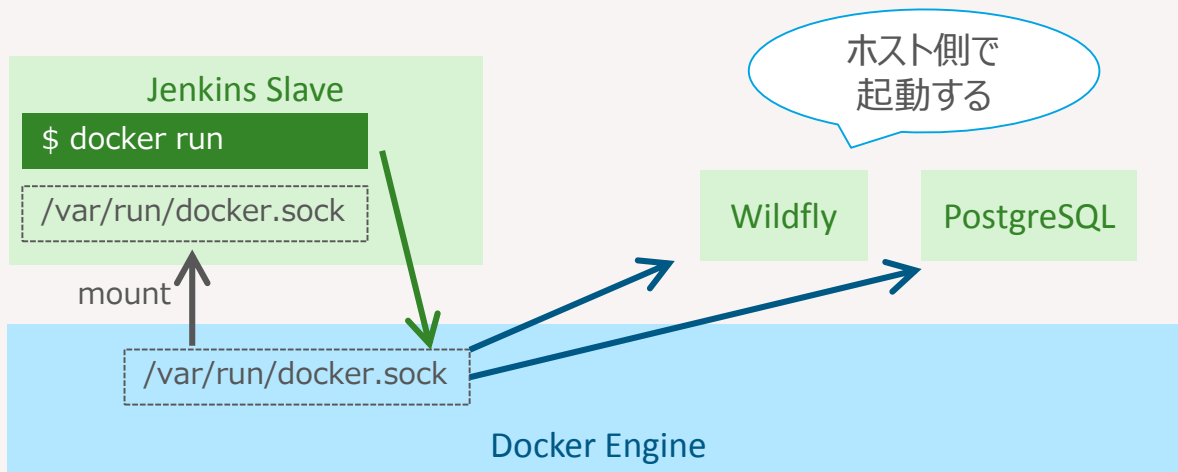 ホスト側で
起動する
Jenkins Slave
$ docker run
/var/run/docker.sock
Wildfly
PostgreSQL
mount
/var/run/docker.sock
Docker Engine